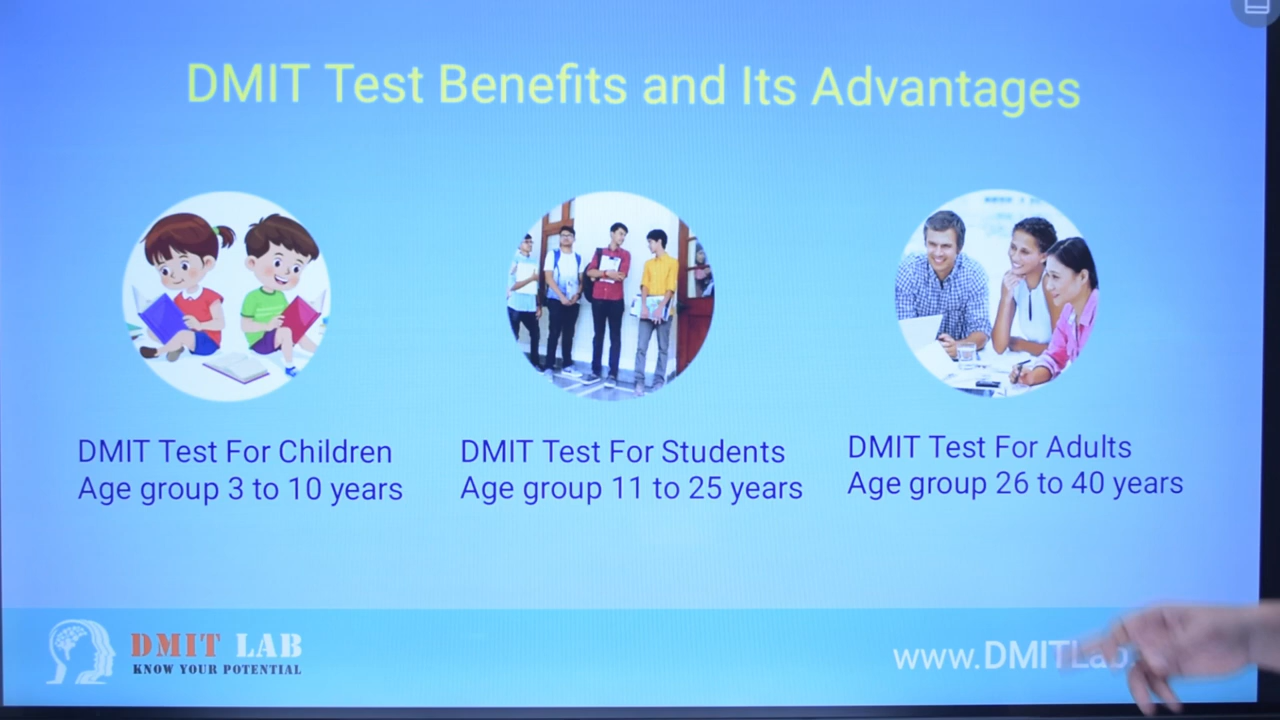 DMIT Test Benefits and Its Advantages
DMIT Test For Children
Age group 3 to 10 years
DMIT Test For Students
Age group 11 to 25 years
DMIT Test For Adults
Age group 26 to 40 years
DMIT LAB
KNOW YOUR POTENTIAL
www.DMITLab.